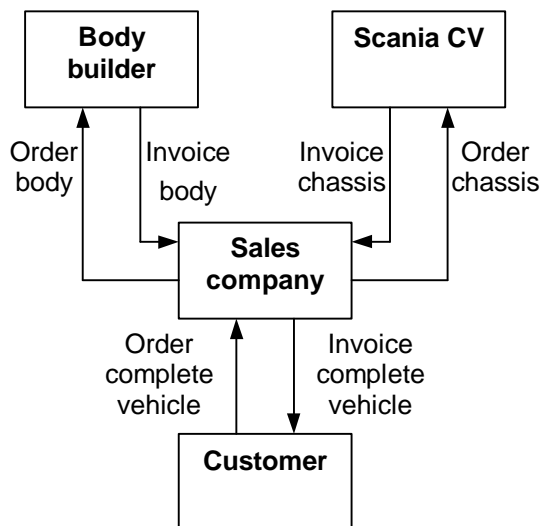 Body
builder
Scania CV
Order
body
Invoice
body
Invoice
chassis
Order
chassis
Sales
company
Order
complete
vehicle
Invoice
complete
vehicle
Customer